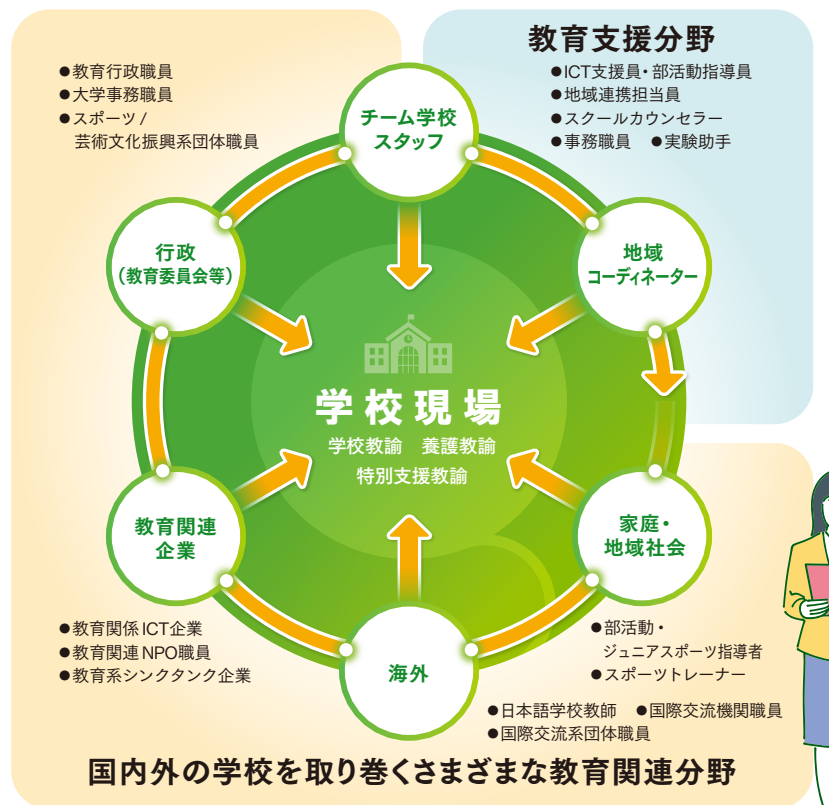 教育支援分野
●教育行政職員
●大学事務職員
●スポーツ /
芸術文化振興系団体職員
●ICT支援員・部活動指導員
●地域連携担当員
●スクールカウンセラー
●事務職員 ●実験助手
チーム学校
スタッフ
行政
(教育委員会等)
地域
コーディネーター
学校現場
学校教諭 養護教諭
特別支援教諭
教育関連
企業
家庭・
地域社会
海外
●教育関係 ICT企業
●教育関連 NPO職員
●教育系シンクタンク企業
●部活動・
ジュニアスポーツ指導者
●スポーツトレーナー
●日本語学校教師 ●国際交流機関職員
●国際交流系団体職員
国内外の学校を取り巻くさまざまな教育関連分野